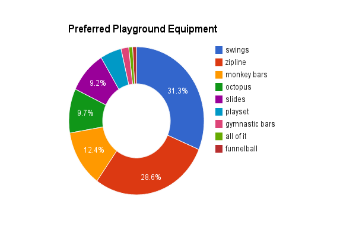 Preferred Playground Equipment
swings
zipline
monkey bars
octopus
slides
playset
gymnastic bars
all of it
funnelball
31.3%
28.6%
12.4%
9.7%
9.2%